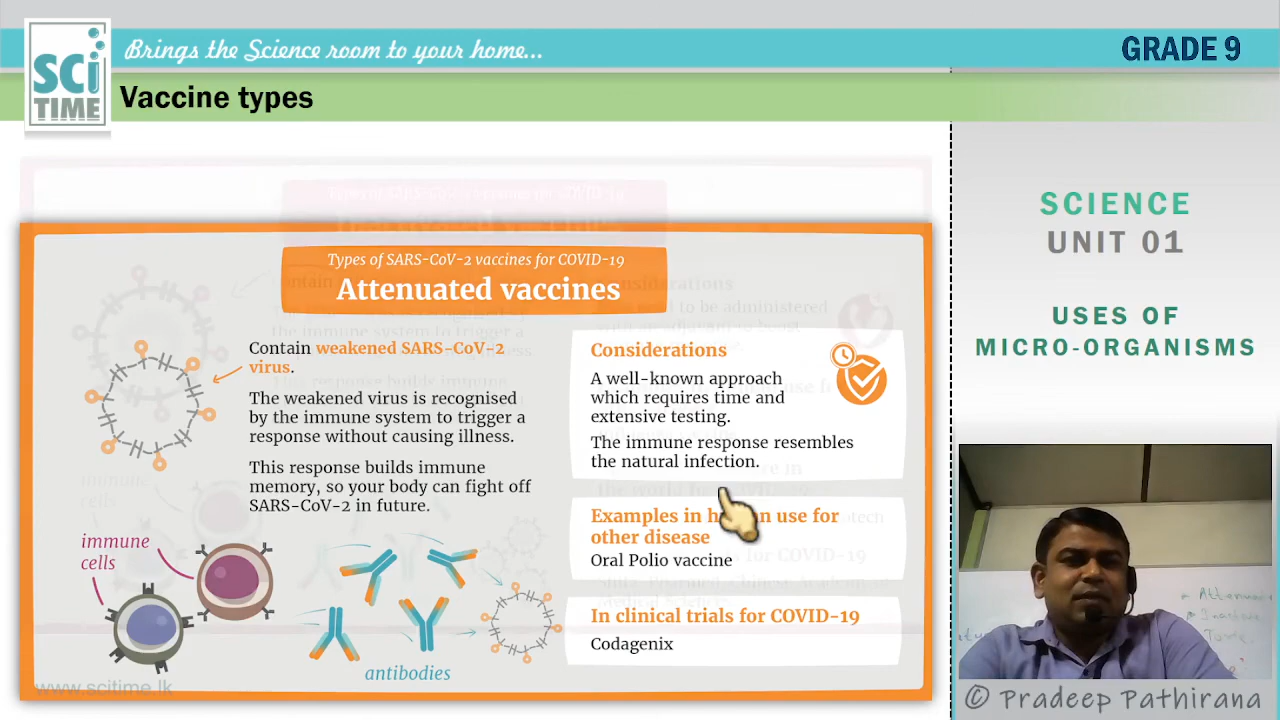 SCi
TIME
Brings the Science room to your home...
GRADE 9
Vaccine types
SCIENCE
UNIT 01
USES OF
MICRO-ORGANISMS
Types of SARS-CoV-2 vaccines for COVID-19
Attenuated vaccines
Contain weakened SARS-CoV-2
virus.
The weakened virus is recognised
by the immune system to trigger a
response without causing illness.
This response builds immune
memory, so your body can fight off
SARS-CoV-2 in future.
immune
cells
antibodies
Considerations
A well-known approach
which requires time and
extensive testing.
The immune response resembles
the natural infection.
Examples in human use for
other disease
Oral Polio vaccine
In clinical trials for COVID-19
Codagenix
www.scitime.lk
© Pradeep Pathirana